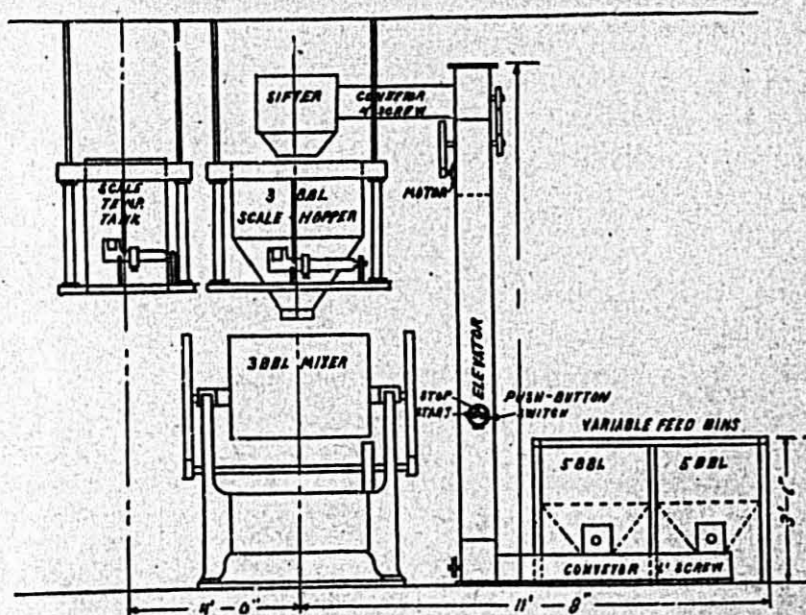 SIFTER
CONVEYOR
4" SCREW
MOTOR
SCALE
TEMP.
TANK
3 BBL
SCALE HOPPER
3 BBL MIXER
ELEVATOR
STOP
START
PUSH-BUTTON
SWITCH
VARIABLE FEED BINS
5 BBL
5 BBL
CONVEYOR
SCREW
4'-0"
11'-8"